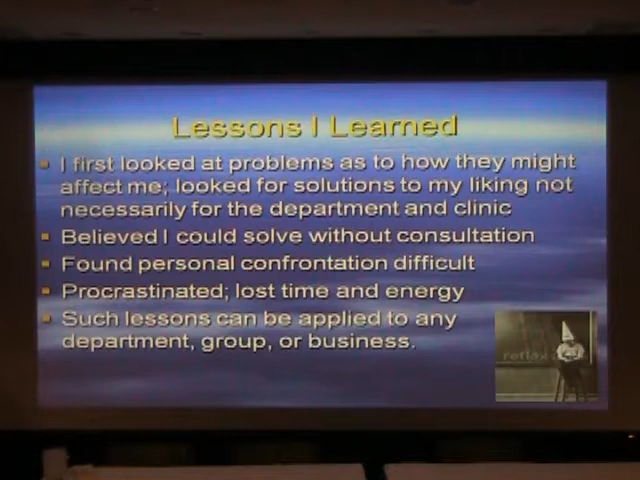 Lessons I Learned
I first looked at problems as to how they might
affect me; looked for solutions to my liking not
necessarily for the department and clinic
Believed I could solve without consultation
Found personal confrontation difficult
Procrastinated; lost time and energy
Such lessons can be applied to any
department, group, or business.